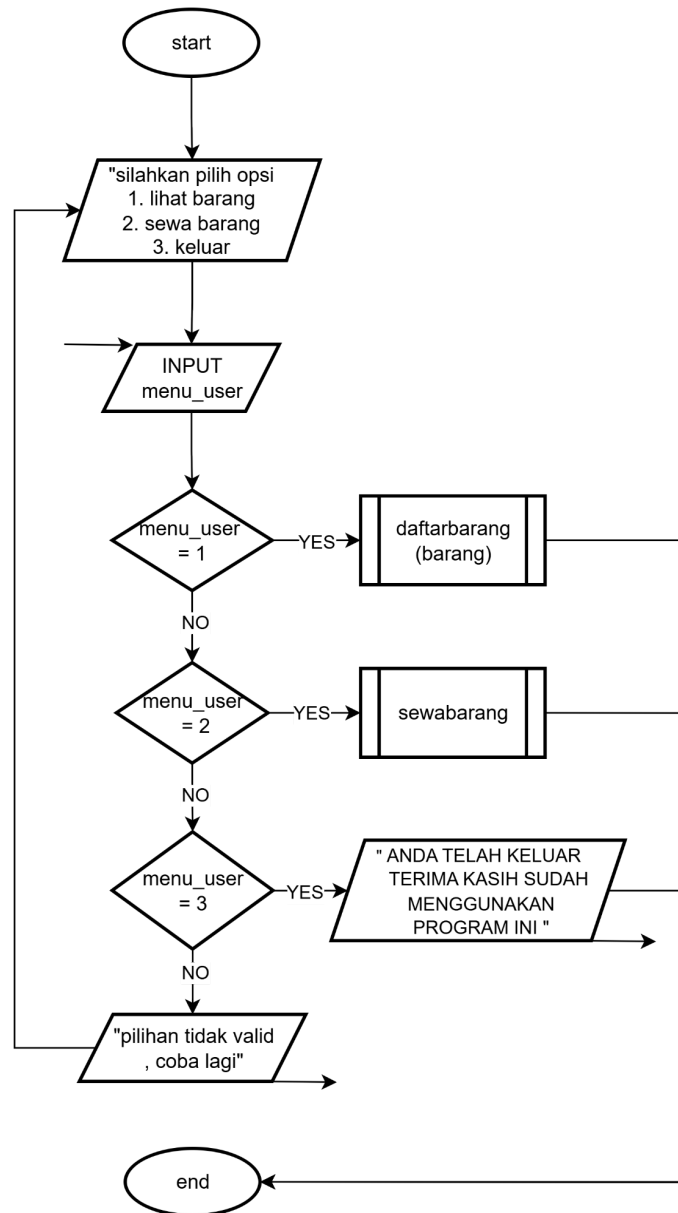 start
"silahkan pilih opsi
1. lihat barang
2. sewa barang
3. keluar
INPUT
menu_user
menu_user
= 1
YES
daftarbarang
(barang)
NO
menu_user
= 2
YES
sewabarang
NO
menu_user
= 3
YES
" ANDA TELAH KELUAR
TERIMA KASIH SUDAH
MENGGUNAKAN
PROGRAM INI "
NO
"pilihan tidak valid
, coba lagi"
end